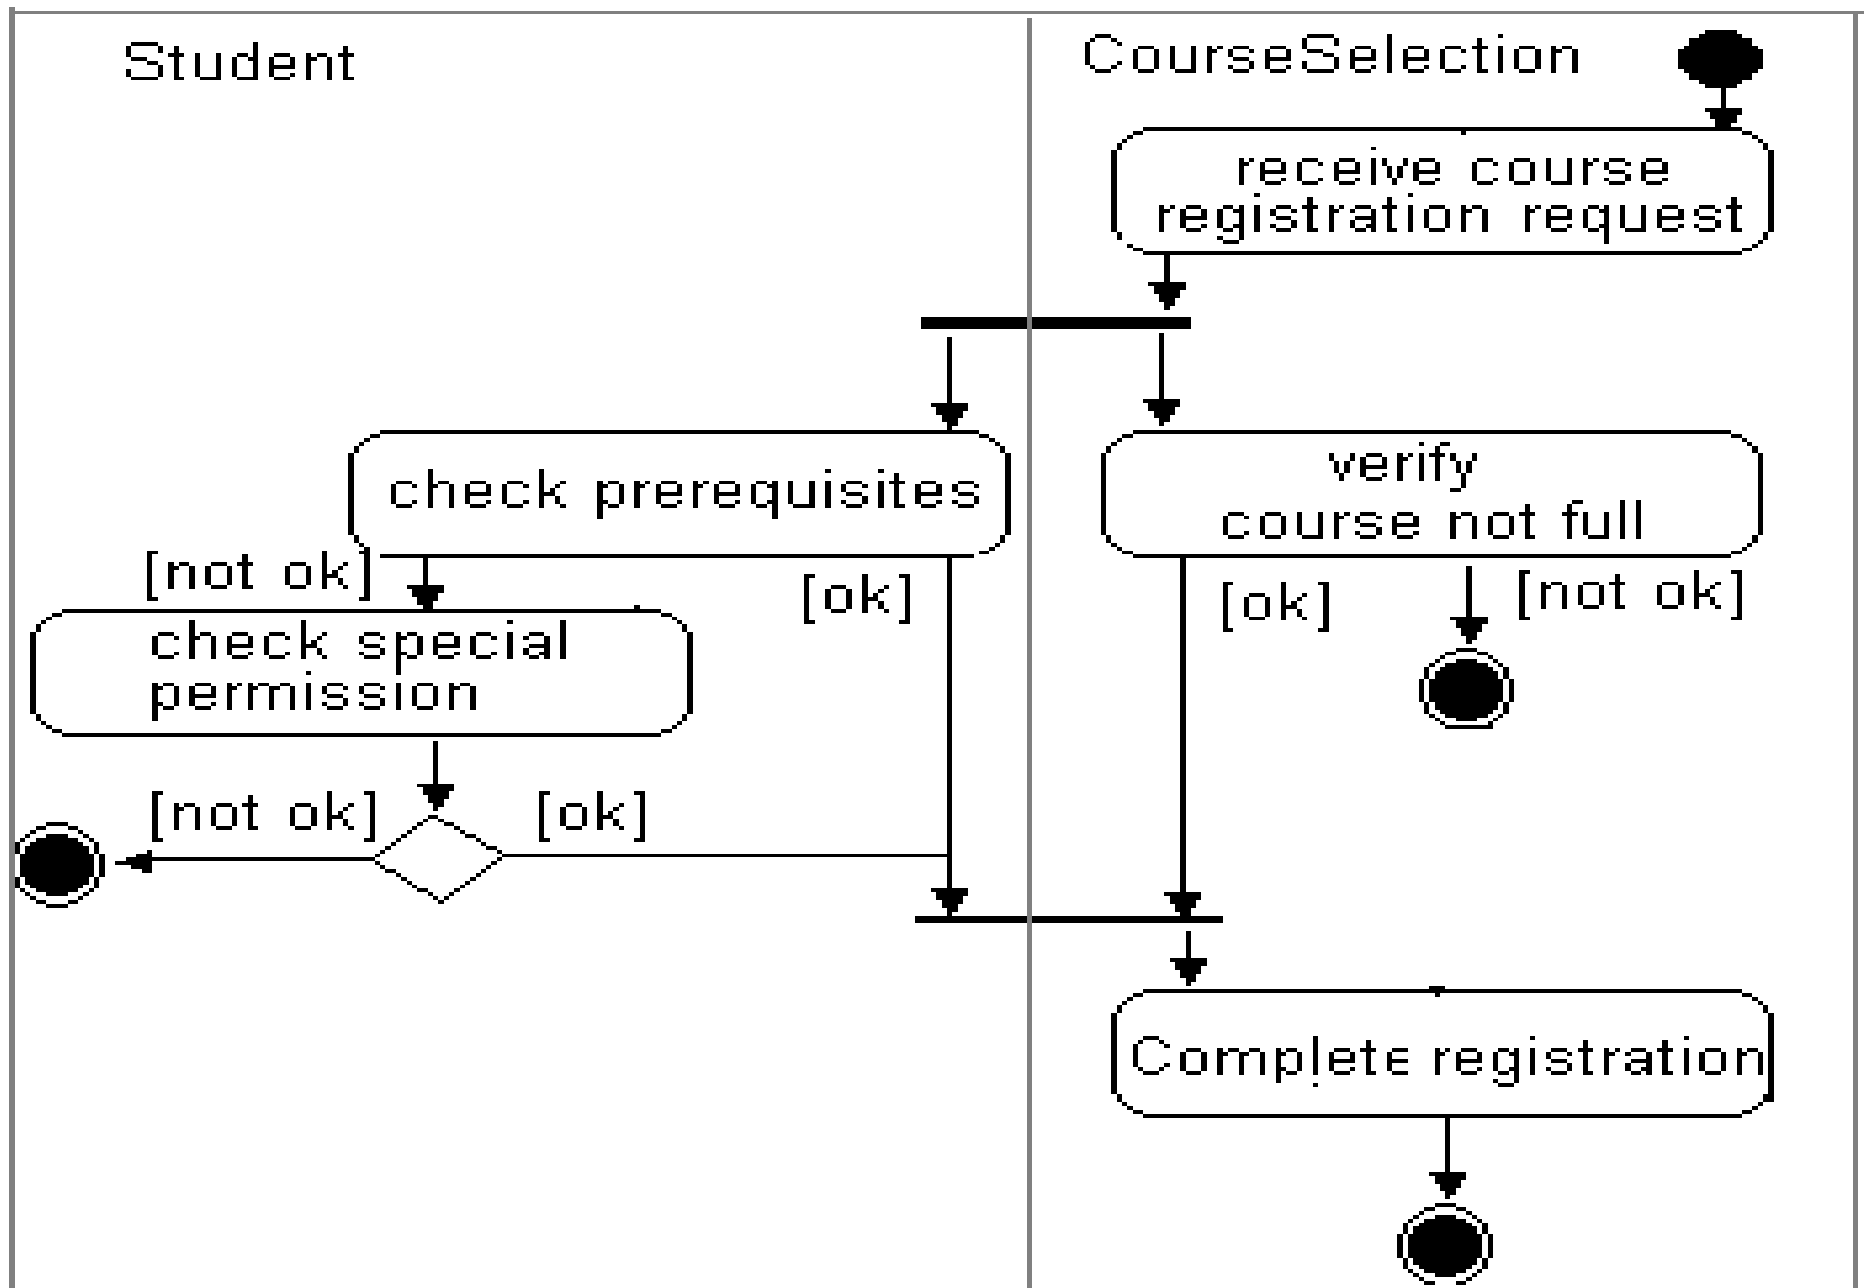 Student
CourseSelection
receive course
registration request
check prerequisites
verify
course not full
[not ok]
[ok]
[ok]
[not ok]
check special
permission
[not ok]
[ok]
Complete registration